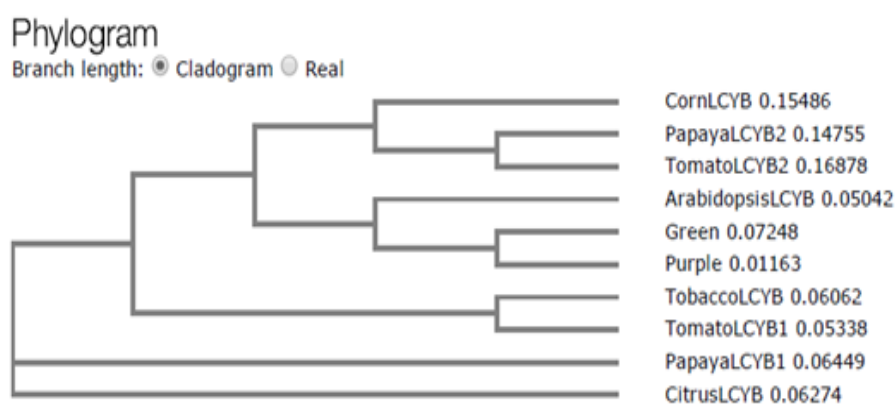 Phylogram
Branch length: Cladogram Real
CornLCYB 0.15486
PapayaLCYB2 0.14755
TomatoLCYB2 0.16878
ArabidopsisLCYB 0.05042
Green 0.07248
Purple 0.01163
TobaccoLCYB 0.06062
TomatoLCYB1 0.05338
PapayaLCYB1 0.06449
CitrusLCYB 0.06274